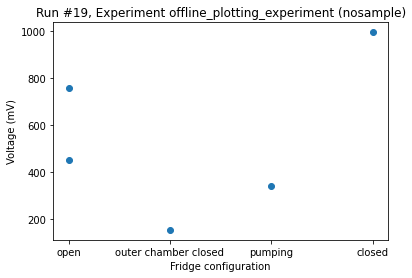 Run #19, Experiment offline_plotting_experiment (nosample)
1000
800
600
400
200
Voltage (mV)
open
outer chamber closed
pumping
closed
Fridge configuration